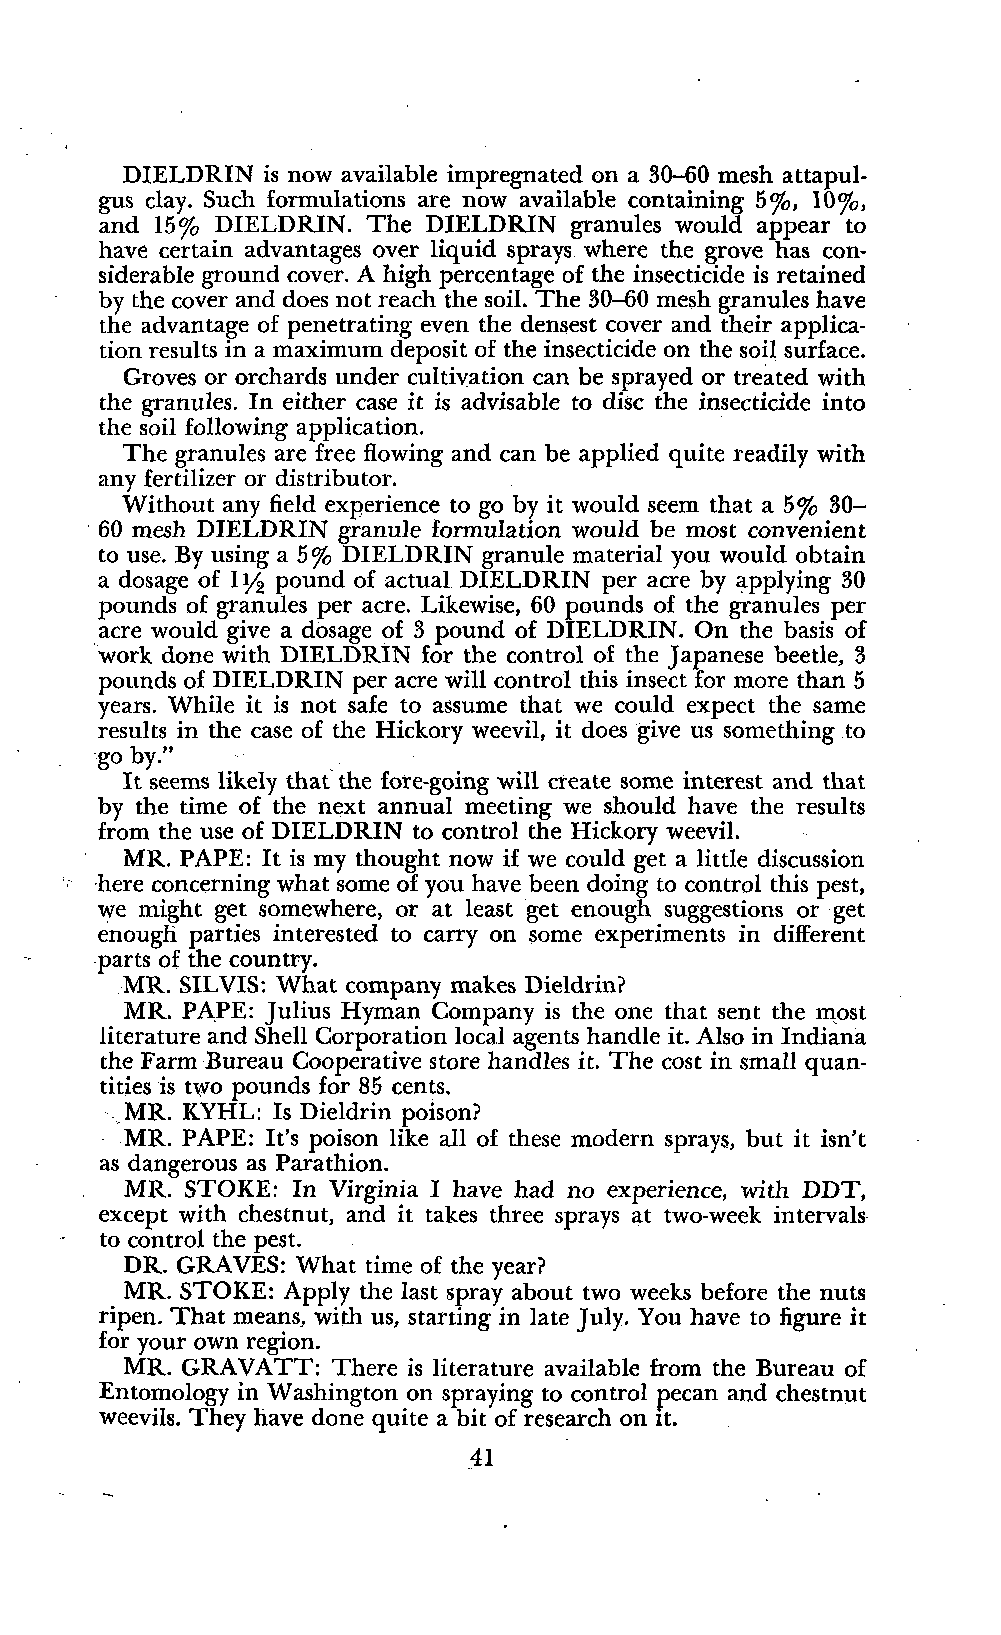 DIELDRIN is now available impregnated on a 30–60 mesh attapul-
gus clay. Such formulations are now available containing 5%, 10%,
and 15% DIELDRIN. The DIELDRIN granules would appear to
have certain advantages over liquid sprays where the grove has con-
siderable ground cover. A high percentage of the insecticide is retained
by the cover and does not reach the soil. The 30–60 mesh granules have
the advantage of penetrating even the densest cover and their applica-
tion results in a maximum deposit of the insecticide on the soil surface.
Groves or orchards under cultivation can be sprayed or treated with
the granules. In either case it is advisable to disc the insecticide into
the soil following application.
The granules are free flowing and can be applied quite readily with
any fertilizer or distributor.
Without any field experience to go by it would seem that a 5% 30–
60 mesh DIELDRIN granule formulation would be most convenient
to use. By using a 5% DIELDRIN granule material you would obtain
a dosage of 1½ pound of actual DIELDRIN per acre by applying 30
pounds of granules per acre. Likewise, 60 pounds of the granules per
acre would give a dosage of 3 pound of DIELDRIN. On the basis of
work done with DIELDRIN for the control of the Japanese beetle, 3
pounds of DIELDRIN per acre will control this insect for more than 5
years. While it is not safe to assume that we could expect the same
results in the case of the Hickory weevil, it does give us something to
go by."
It seems likely that the fore-going will create some interest and that
by the time of the next annual meeting we should have the results
from the use of DIELDRIN to control the Hickory weevil.
MR. PAPE: It is my thought now if we could get a little discussion
here concerning what some of you have been doing to control this pest,
we might get somewhere, or at least get enough suggestions or get
enough parties interested to carry on some experiments in different
parts of the country.
MR. SILVIS: What company makes Dieldrin?
MR. PAPE: Julius Hyman Company is the one that sent the most
literature and Shell Corporation local agents handle it. Also in Indiana
the Farm Bureau Cooperative store handles it. The cost in small quan-
tities is two pounds for 85 cents.
MR. KYHL: Is Dieldrin poison?
MR. PAPE: It's poison like all of these modern sprays, but it isn't
as dangerous as Parathion.
MR. STOKE: In Virginia I have had no experience, with DDT,
except with chestnut, and it takes three sprays at two-week intervals
to control the pest.
DR. GRAVES: What time of the year?
MR. STOKE: Apply the last spray about two weeks before the nuts
ripen. That means, with us, starting in late July. You have to figure it
for your own region.
MR. GRAVATT: There is literature available from the Bureau of
Entomology in Washington on spraying to control pecan and chestnut
weevils. They have done quite a bit of research on it.
41